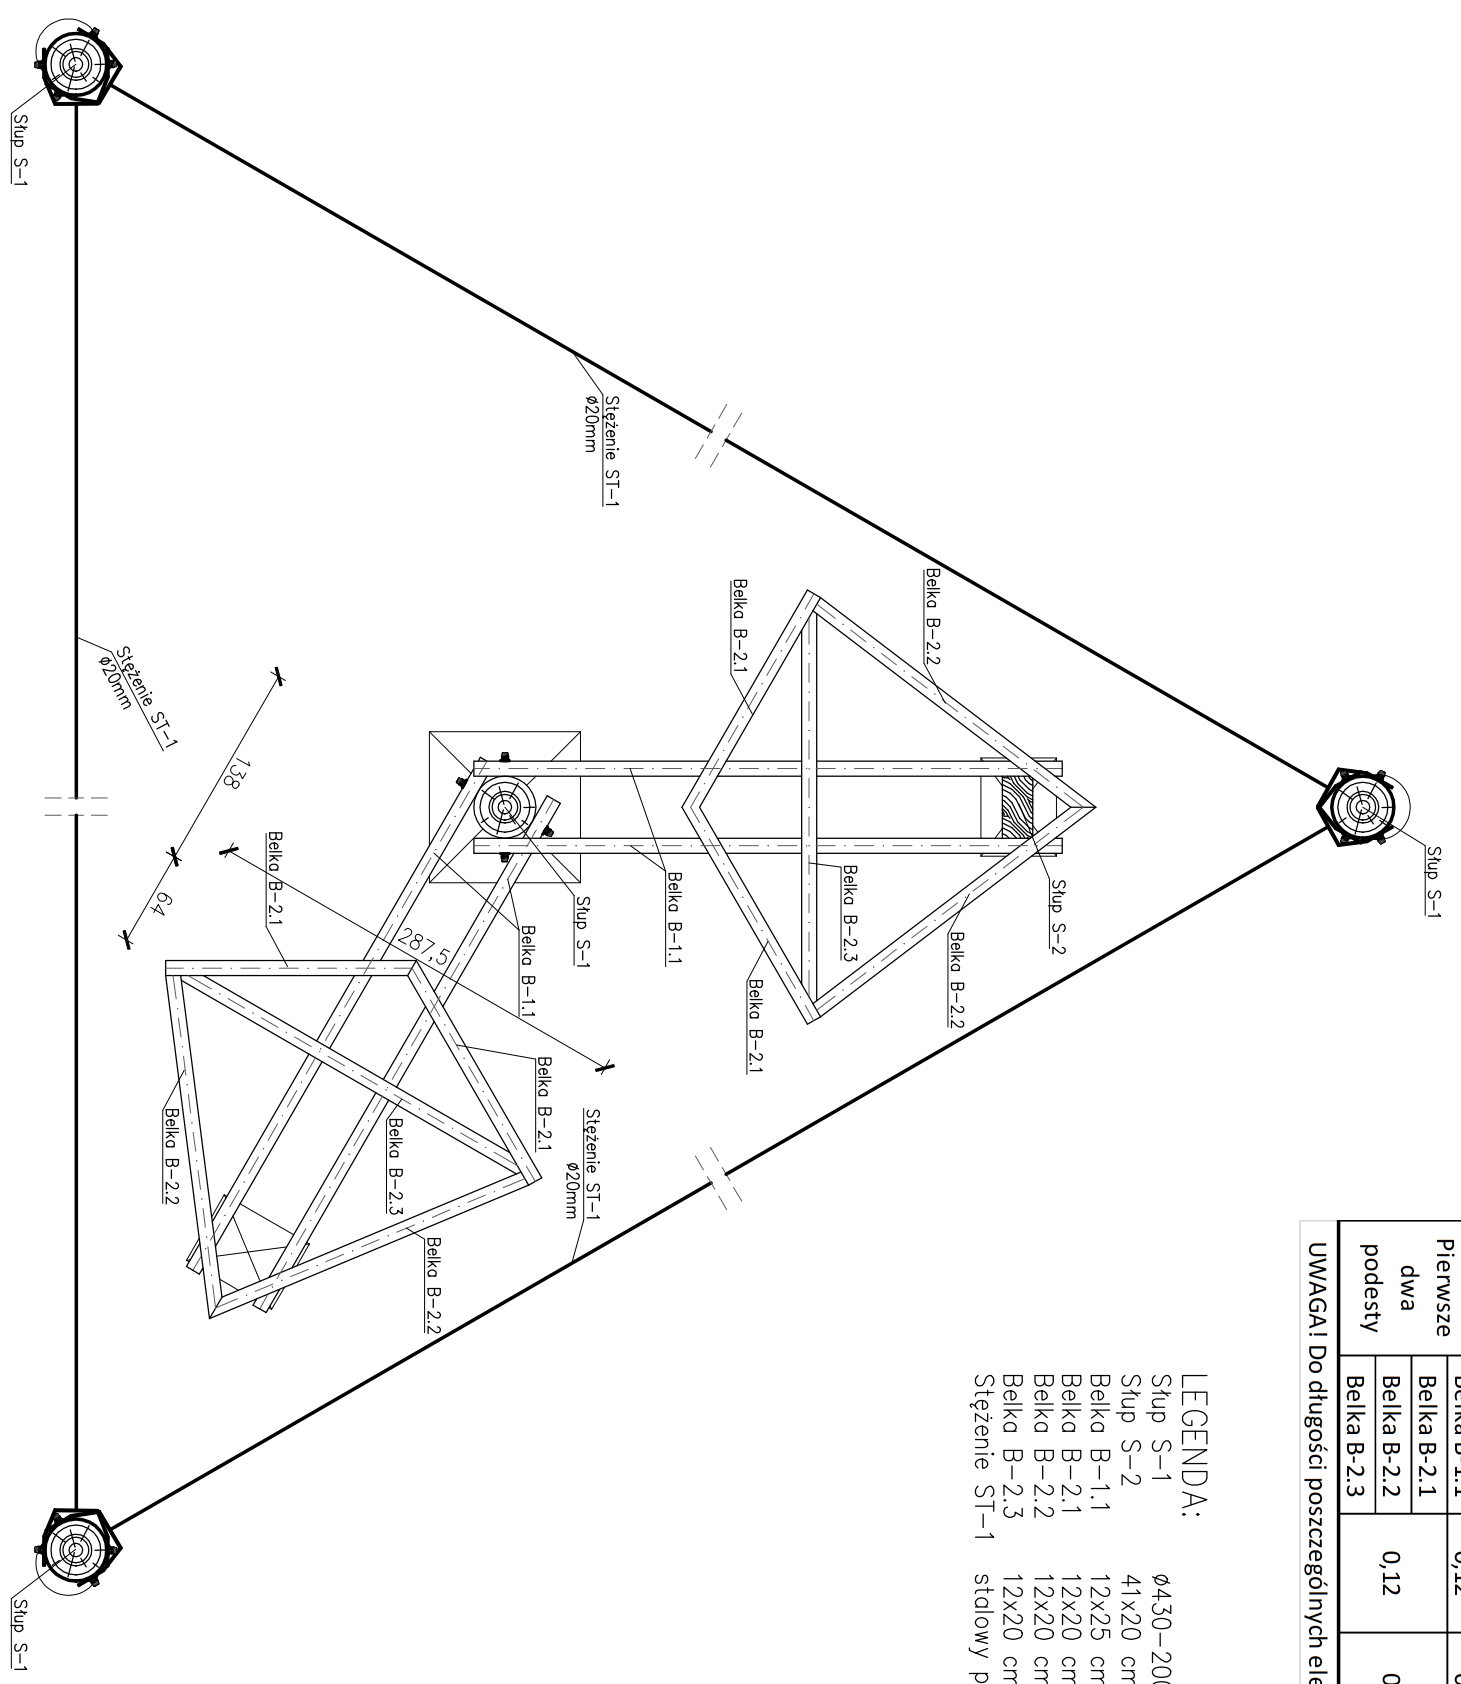 Słup S-1
Stężenie ST-1
ø20mm
Belka B-2.2
Belka B-2.1
Słup S-1
Słup S-2
Belka B-2.3
Belka B-1.1
Belka B-2.2
Belka B-2.1
Stężenie ST-1
ø20mm
138
64
287,5
Belka B-2.1
Słup S-1
Belka B-1.1
Belka B-2.1
Belka B-2.3
Belka B-2.2
Belka B-2.2
Stężenie ST-1
ø20mm
Słup S-1
Pierwsze
dwa
podesty
Belka B-1.1
Belka B-2.1
Belka B-2.2
Belka B-2.3
0,12
0,12
UWAGA! Do długości poszczególnych ele
LEGENDA:
Słup S-1 ø430-200
Słup S-2 41x20 cm
Belka B-1.1 12x25 cm
Belka B-2.1 12x20 cm
Belka B-2.2 12x20 cm
Belka B-2.3 12x20 cm
Stężenie ST-1 stalowy p